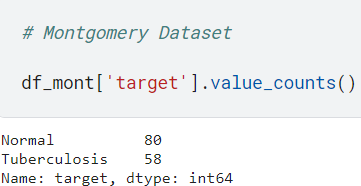 # Montgomery Dataset
df_mont['target'].value_counts()
Normal          80
Tuberculosis    58
Name: target, dtype: int64